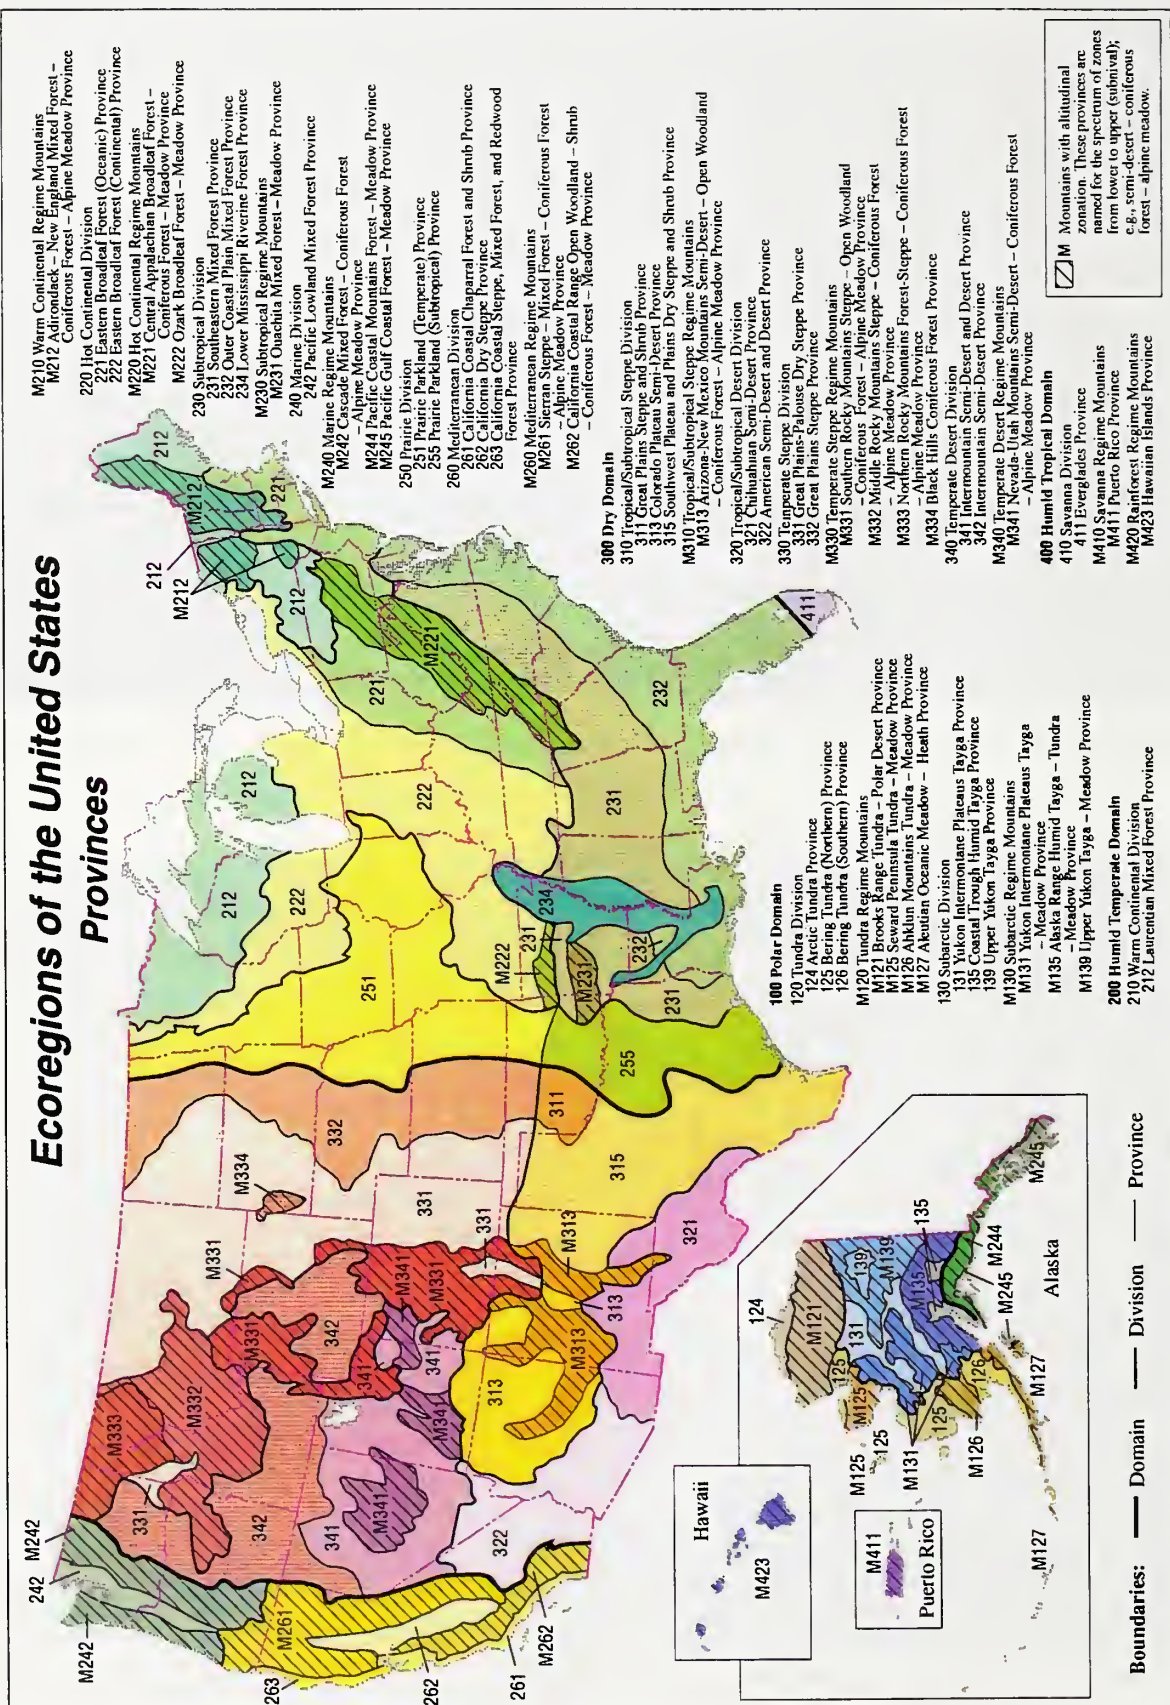 Ecoregions of the United States
Provinces
M210 Warm Continental Regime Mountains
M212 Adirondack – New England Mixed Forest –
Coniferous Forest – Alpine Meadow Province
220 Hot Continental Division
221 Eastern Broadleaf Forest (Oceanic) Province
222 Eastern Broadleaf Forest (Continental) Province
M220 Hot Continental Regime Mountains
M221 Central Appalachian Broadleaf Forest –
Coniferous Forest – Meadow Province
M222 Ozark Broadleaf Forest – Meadow Province
230 Subtropical Division
231 Southeastern Mixed Forest Province
232 Outer Coastal Plain Mixed Forest Province
234 Lower Mississippi Riverine Forest Province
M230 Subtropical Regime Mountains
M231 Ouachita Mixed Forest – Meadow Province
240 Marine Division
242 Pacific Lowland Mixed Forest Province
M240 Marine Regime Mountains
M242 Cascade Mixed Forest – Coniferous Forest
– Alpine Meadow Province
M244 Pacific Coastal Mountains Forest – Meadow Province
M245 Pacific Gulf Coastal Forest – Meadow Province
250 Prairie Division
251 Prairie Parkland (Temperate) Province
255 Prairie Parkland (Subtropical) Province
260 Mediterranean Division
261 California Coastal Chaparral Forest and Shrub Province
262 California Dry Steppe Province
263 California Coastal Steppe, Mixed Forest, and Redwood
Forest Province
M260 Mediterranean Regime Mountains
M261 Sierran Steppe – Mixed Forest – Coniferous Forest
– Alpine Meadow Province
M262 California Coastal Range Open Woodland – Shrub
– Coniferous Forest – Meadow Province
300 Dry Domain
310 Tropical/Subtropical Steppe Division
311 Great Plains Steppe and Shrub Province
313 Colorado Plateau Semi-Desert Province
315 Southwest Plateau and Plains Dry Steppe and Shrub Province
M310 Tropical/Subtropical Steppe Regime Mountains
M313 Arizona-New Mexico Mountains Semi-Desert – Open Woodland
– Coniferous Forest – Alpine Meadow Province
320 Tropical/Subtropical Desert Division
321 Chuhuahuan Semi-Desert Province
322 American Semi-Desert and Desert Province
330 Temperate Steppe Division
331 Great Plains-Palouse Dry Steppe Province
332 Great Plains Steppe Province
M330 Temperate Steppe Regime Mountains
M331 Southern Rocky Mountains Steppe – Open Woodland
– Coniferous Forest – Alpine Meadow Province
M332 Middle Rocky Mountains Steppe – Coniferous Forest
– Alpine Meadow Province
M333 Northern Rocky Mountains Forest-Steppe – Coniferous Forest
– Alpine Meadow Province
M334 Black Hills Coniferous Forest Province
340 Temperate Desert Division
341 Intermountain Semi-Desert and Desert Province
342 Intermountain Semi-Desert Province
M340 Temperate Desert Regime Mountains
M341 Nevada-Utah Mountains Semi-Desert – Coniferous Forest
– Alpine Meadow Province
400 Humid Tropical Domain
410 Savanna Division
411 Everglades Province
M410 Savanna Regime Mountains
M411 Puerto Rico Province
M420 Rainforest Regime Mountains
M423 Hawaiian Islands Province
M Mountains with altitudinal
zonation. These provinces are
named for the spectrum of zones
from lower to upper (subnival);
e.g., semi-desert – coniferous
forest – alpine meadow.
100 Polar Domain
120 Tundra Division
124 Arctic Tundra Province
125 Bering Tundra (Northern) Province
126 Bering Tundra (Southern) Province
M120 Tundra Regime Mountains
M121 Brooks Range Tundra – Polar Desert Province
M125 Seward Peninsula Tundra – Meadow Province
M126 Ahklun Mountains Tundra – Meadow Province
M127 Aleutian Oceanic Meadow – Heath Province
130 Subarctic Division
131 Yukon Intermontane Plateaus Tayga Province
135 Coastal Trough Humid Tayga Province
139 Upper Yukon Tayga Province
M130 Subarctic Regime Mountains
M131 Yukon Intermontane Plateaus Tayga
– Meadow Province
M135 Alaska Range Humid Tayga – Tundra
– Meadow Province
M139 Upper Yukon Tayga – Meadow Province
200 Humid Temperate Domain
210 Warm Continental Division
212 Laurentian Mixed Forest Province
242
M242
M242
M333
331
M332
342
M331
M331
M334
332
251
222
212
212
222
212
M212
212
M212
212
221
221
M221
263
M261
262
261
M262
341
M341
322
342
341
M341
341
M341
M331
331
331
313
M313
M313
313
321
315
311
255
M222
231
M231
231
232
234
231
232
411
Hawaii
M423
M411
Puerto Rico
124
M121
125
M125
M125
125
131
139
M139
M135
135
M131
125
126
M126
M127
M127
M245
M244
M245
Alaska
Boundaries: Domain Division Province